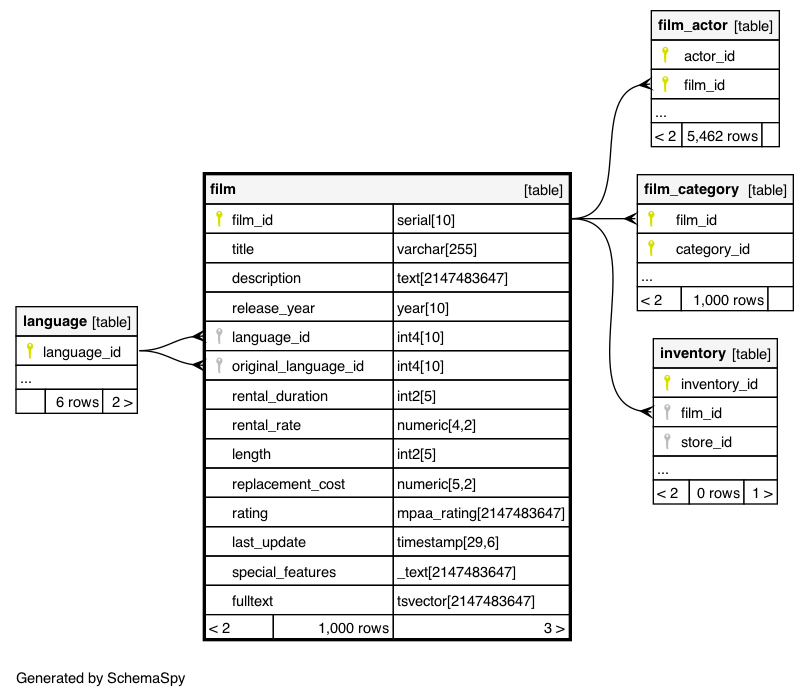 film_actor [table]
actor_id
film_id
...
< 2 5,462 rows
film [table]
film_id serial[10]
title varchar[255]
description text[2147483647]
release_year year[10]
language_id int4[10]
original_language_id int4[10]
rental_duration int2[5]
rental_rate numeric[4,2]
length int2[5]
replacement_cost numeric[5,2]
rating mpaa_rating[2147483647]
last_update timestamp[29,6]
special_features _text[2147483647]
fulltext tsvector[2147483647]
< 2 1,000 rows 3 >
film_category [table]
film_id
category_id
...
< 2 1,000 rows
language [table]
language_id
...
6 rows 2 >
inventory [table]
inventory_id
film_id
store_id
...
< 2 0 rows 1 >
Generated by SchemaSpy